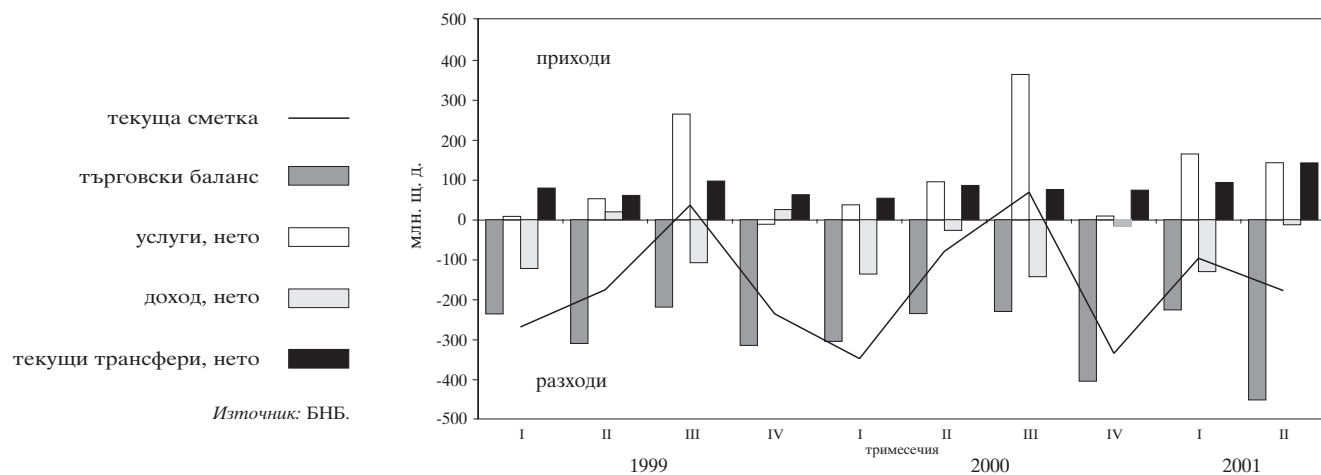 текуща сметка
търговски баланс
услуги, нето
доход, нето
текущи трансфери, нето
Източник: БНБ.
млн. щ. д.
500
400
300
200
100
0
-100
-200
-300
-400
-500
приходи
разходи
I II III IV I II III IV I II
тримесечия
1999 2000 2001